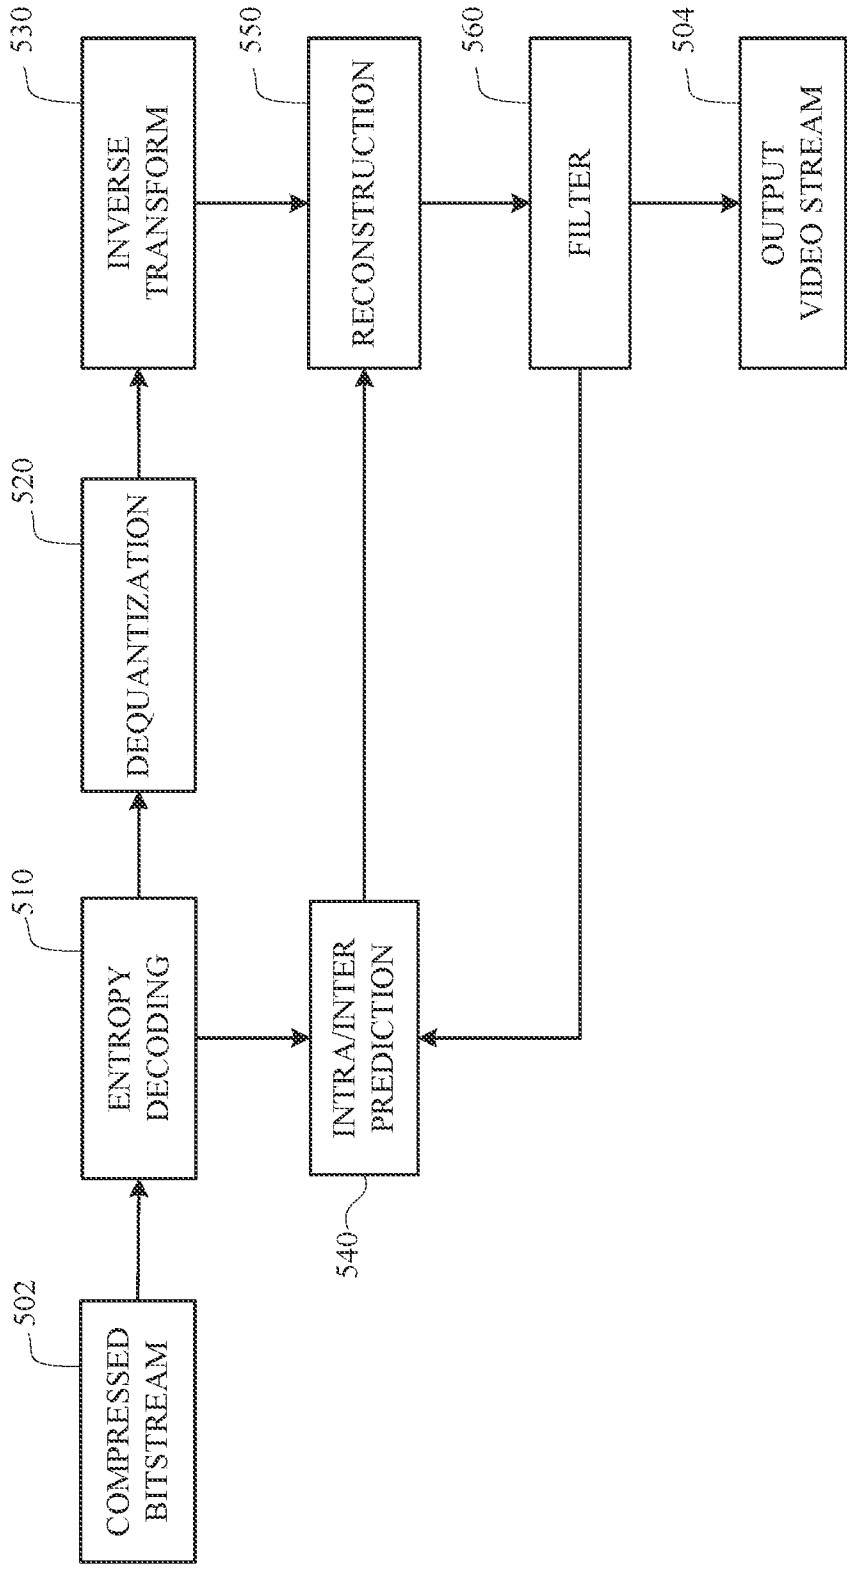 502
COMPRESSED
BITSTREAM
510
ENTROPY
DECODING
520
DEQUANTIZATION
530
INVERSE
TRANSFORM
540
INTRA/INTER
PREDICTION
550
RECONSTRUCTION
560
FILTER
504
OUTPUT
VIDEO STREAM